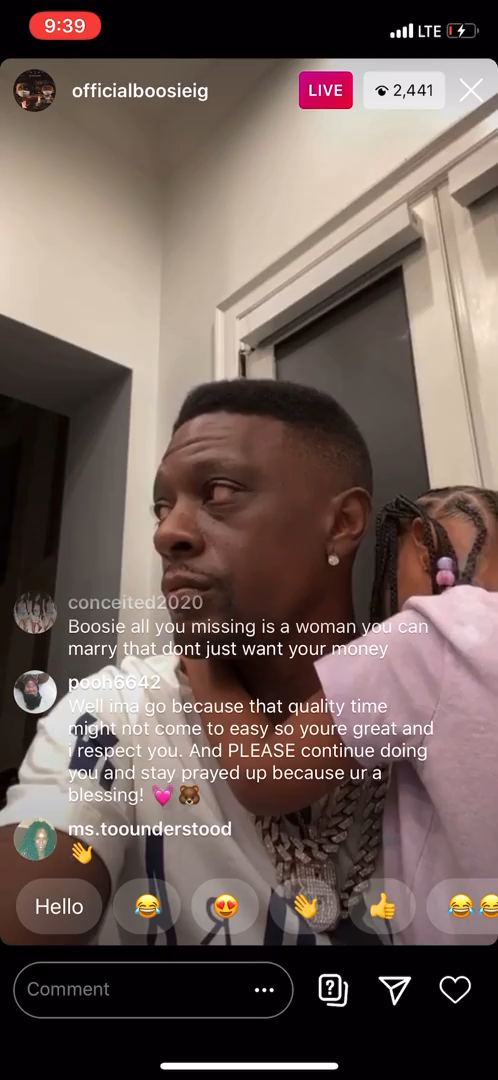 9:39
LTE
officialboosieig
LIVE
2,441
conceited2020
Boosie all you missing is a woman you can
marry that dont just want your money
pooh6642
Well ima go because that quality time
might not come to easy so youre great and
i respect you. And PLEASE continue doing
you and stay prayed up because ur a
blessing! 💓🐻
ms.toounderstood
👋
Hello 😂 😍 👋 👍 😂😂
Comment